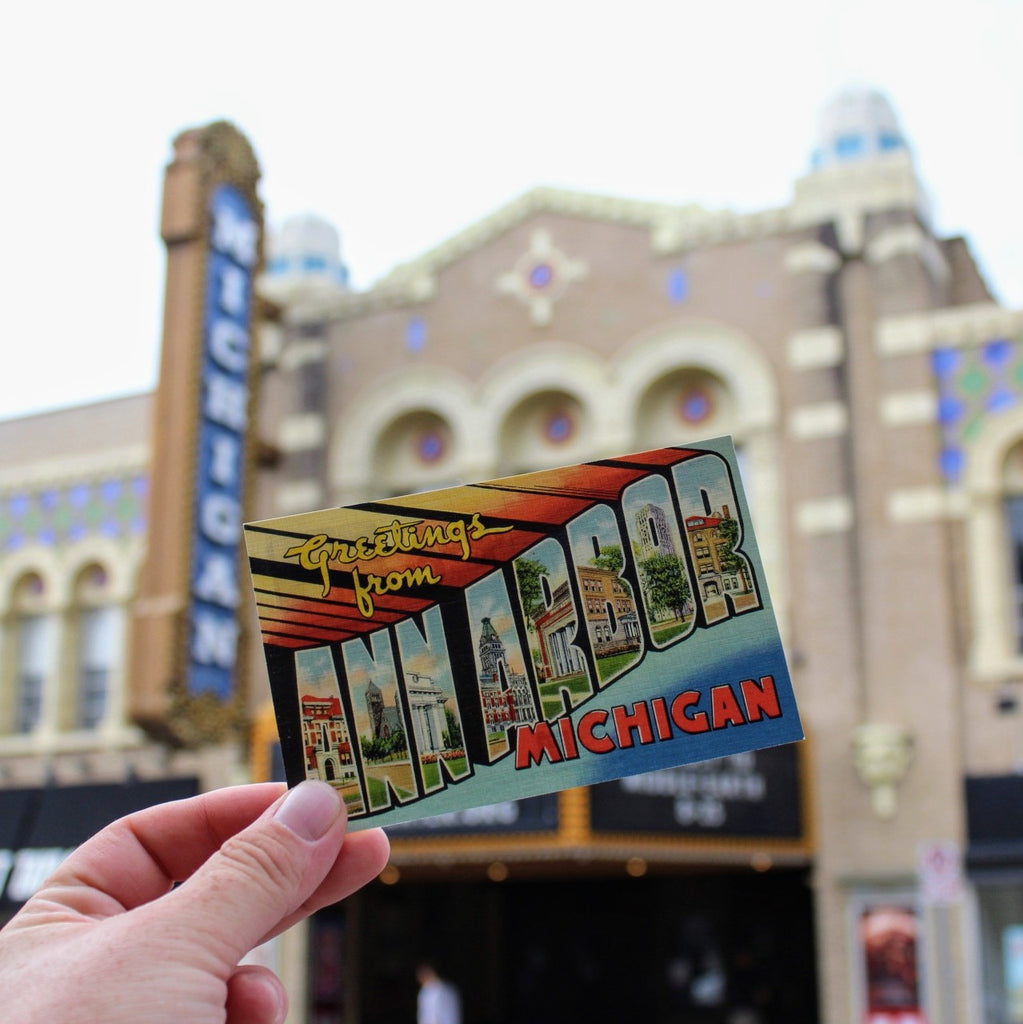 MICHIGAN
Greetings
from
ANN ARBOR
MICHIGAN